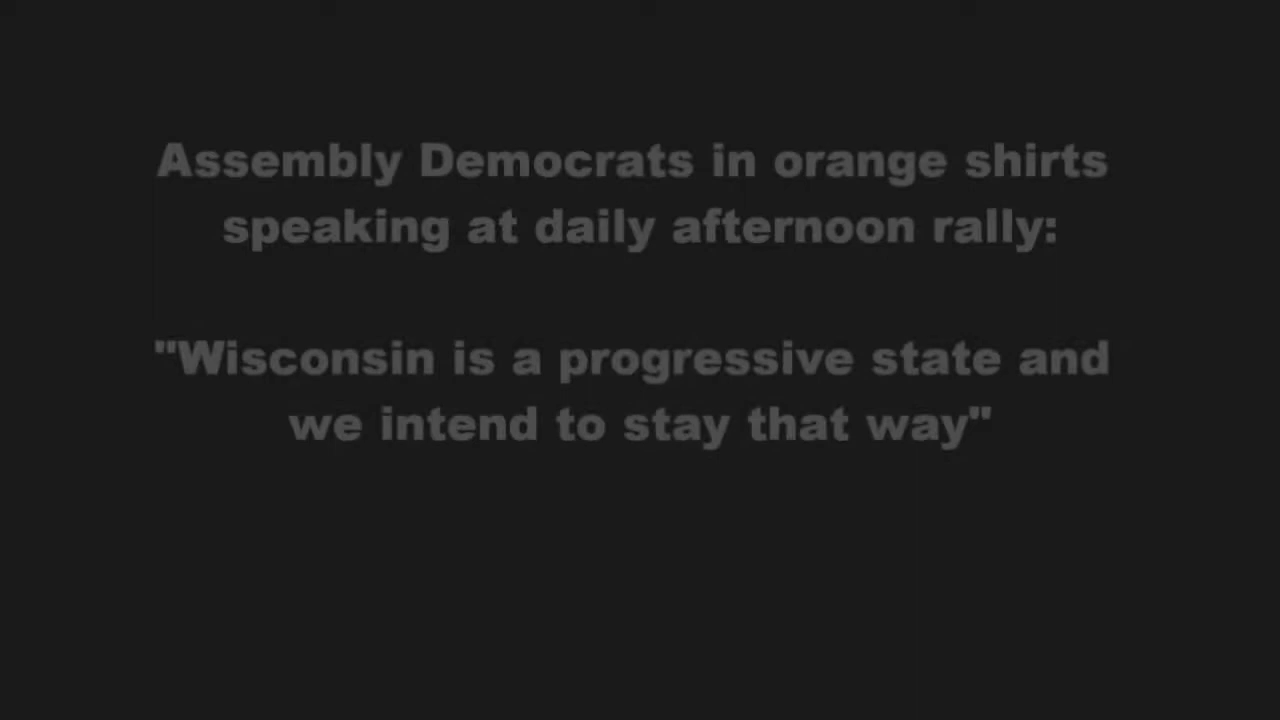 Assembly Democrats in orange shirts
speaking at daily afternoon rally:
"Wisconsin is a progressive state and
we intend to stay that way"